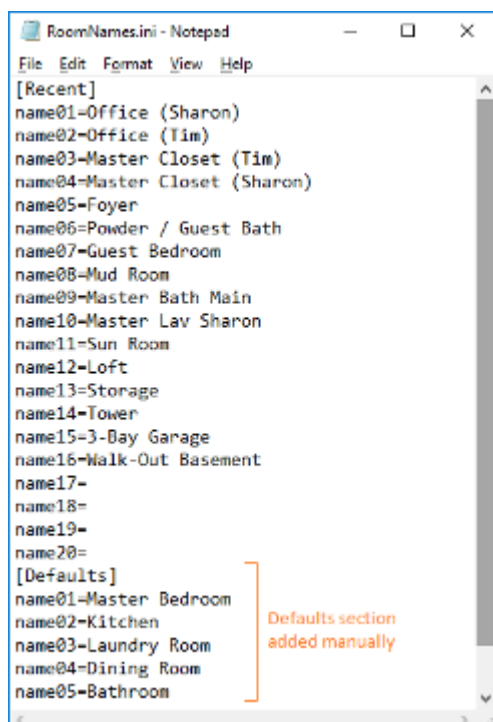 RoomNames.ini - Notepad
File Edit Format View Help
[Recent]
name01=Office (Sharon)
name02=Office (Tim)
name03=Master Closet (Tim)
name04=Master Closet (Sharon)
name05=Foyer
name06=Powder / Guest Bath
name07=Guest Bedroom
name08=Mud Room
name09=Master Bath Main
name10=Master Lav Sharon
name11=Sun Room
name12=Loft
name13=Storage
name14=Tower
name15=3-Bay Garage
name16=Walk-Out Basement
name17=
name18=
name19=
name20=
[Defaults]
name01=Master Bedroom
name02=Kitchen
name03=Laundry Room
name04=Dining Room
name05=Bathroom
Defaults section
added manually